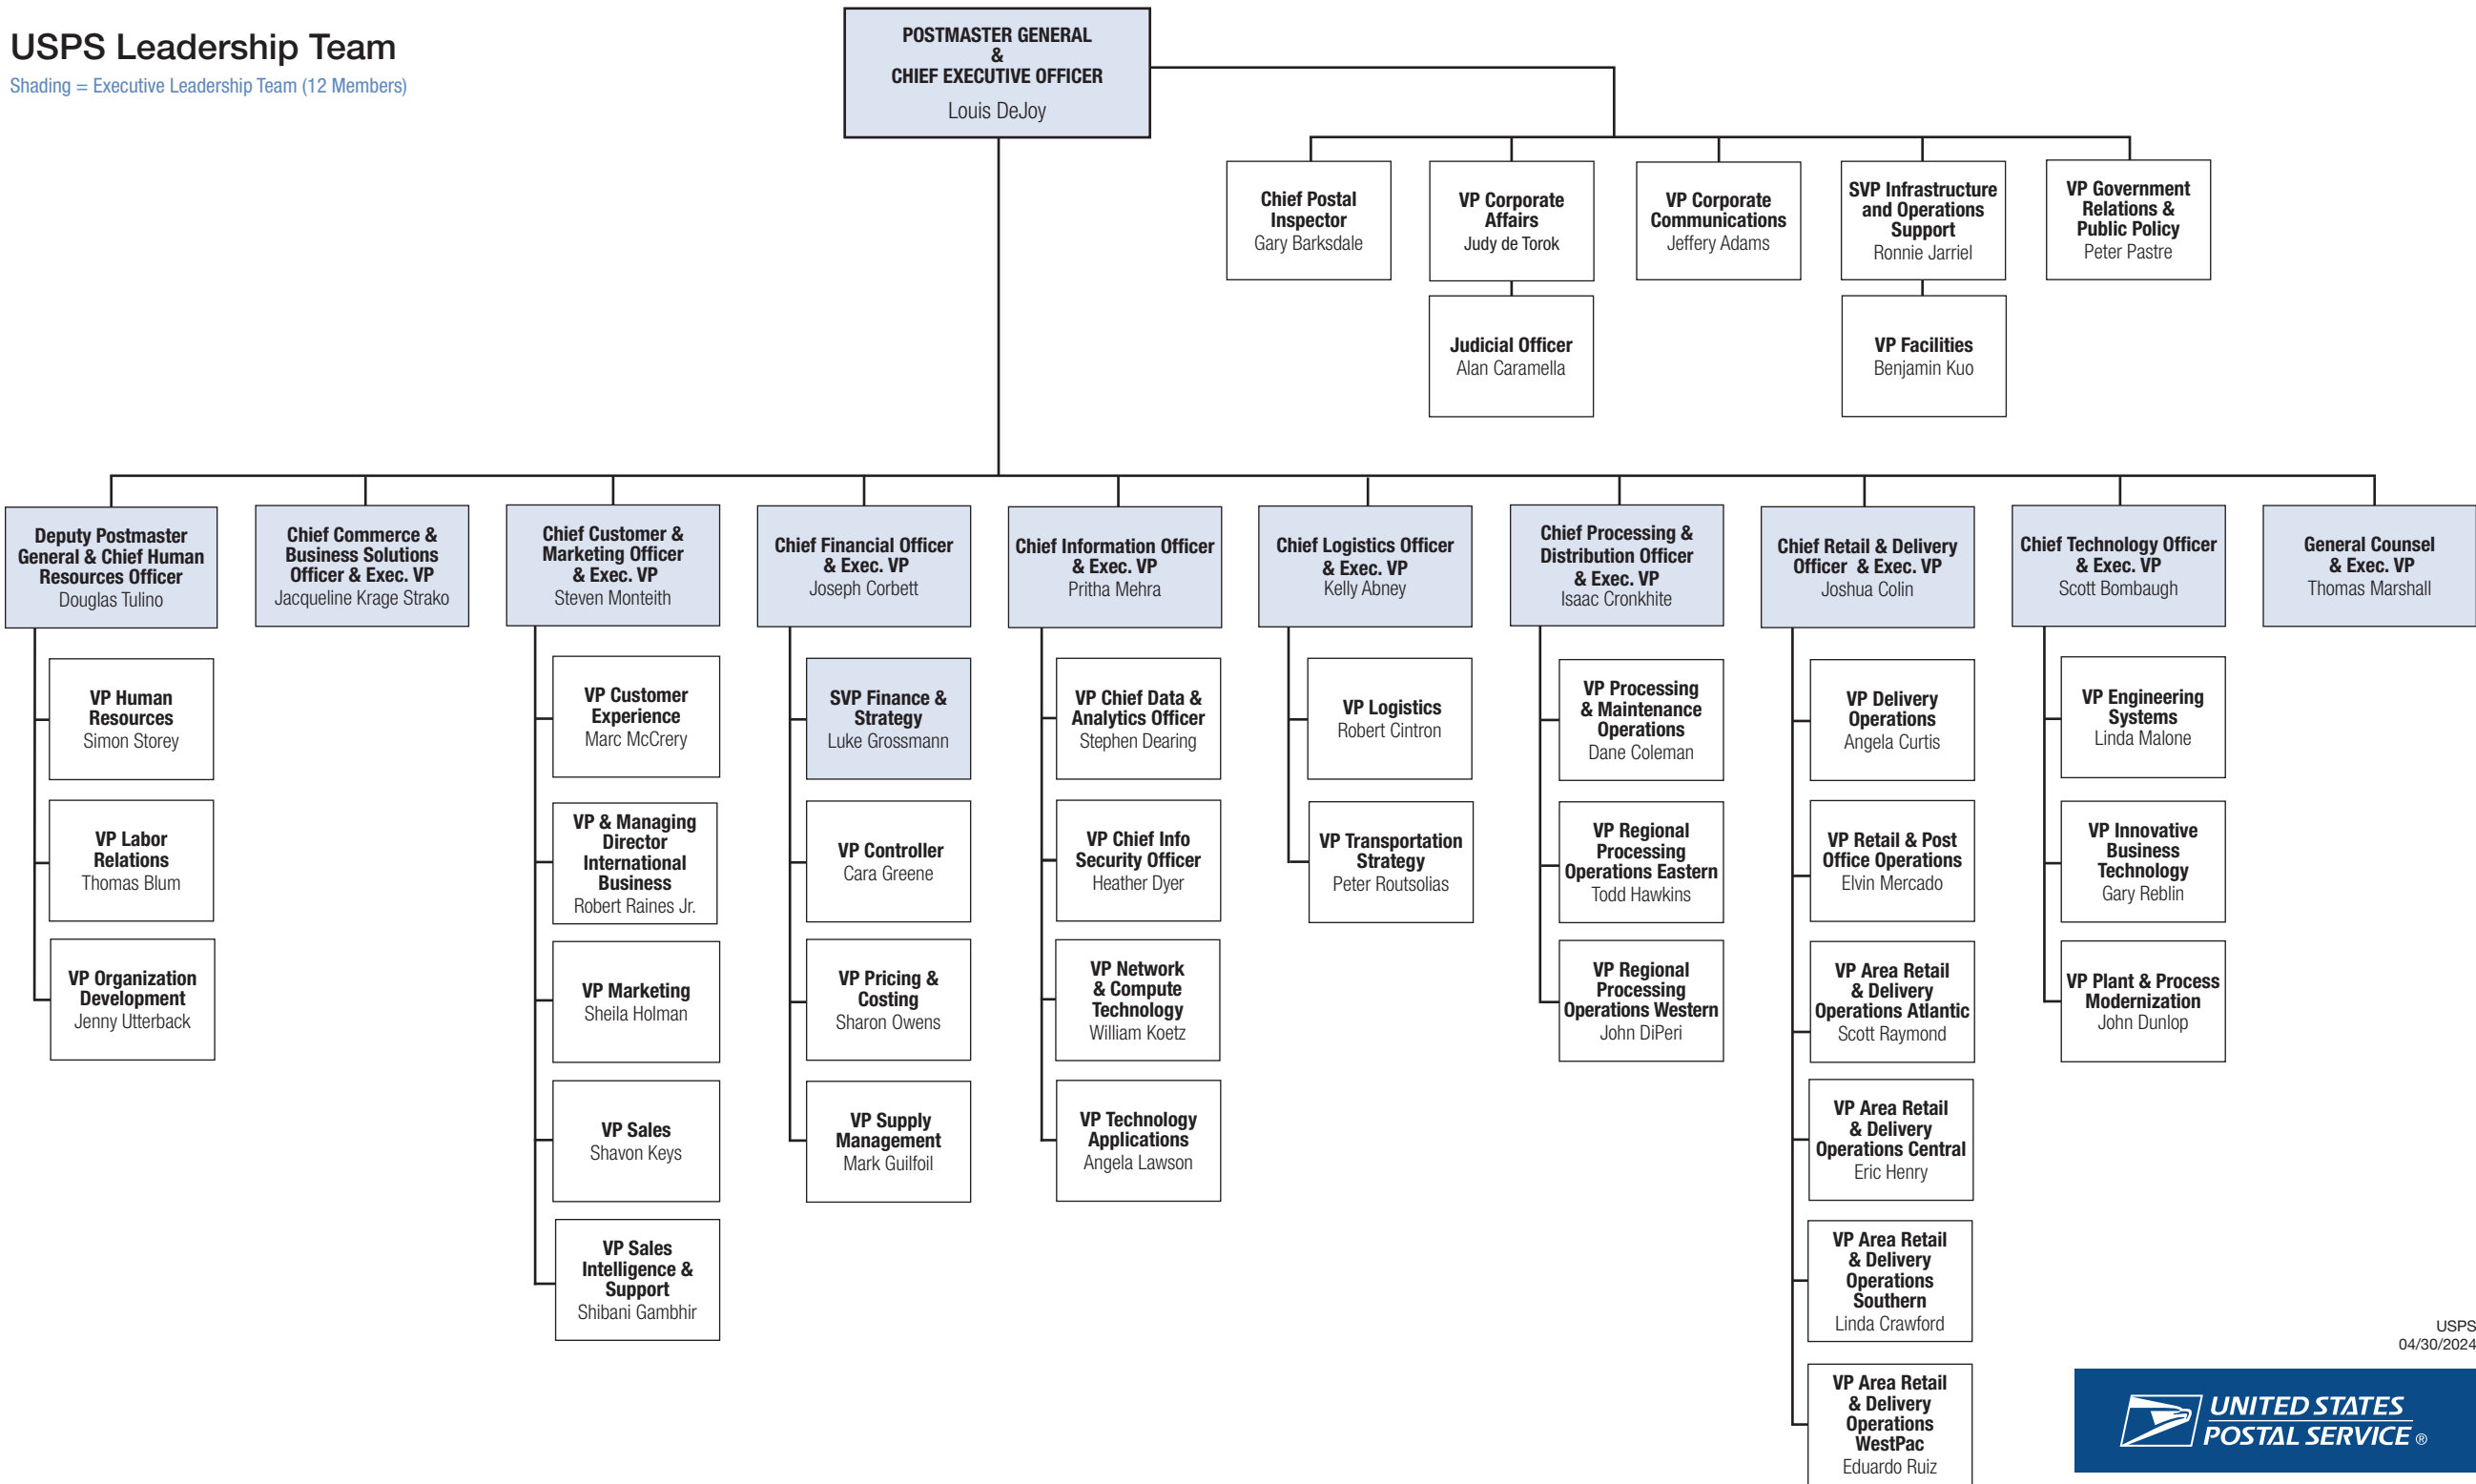 USPS Leadership Team
Shading = Executive Leadership Team (12 Members)
POSTMASTER GENERAL
&
CHIEF EXECUTIVE OFFICER
Louis DeJoy
Chief Postal
Inspector
Gary Barksdale
VP Corporate
Affairs
Judy de Torok
VP Corporate
Communications
Jeffery Adams
SVP Infrastructure
and Operations
Support
Ronnie Jarriel
VP Government
Relations &
Public Policy
Peter Pastre
Judicial Officer
Alan Caramella
VP Facilities
Benjamin Kuo
Deputy Postmaster
General & Chief Human
Resources Officer
Douglas Tulino
Chief Commerce &
Business Solutions
Officer & Exec. VP
Jacqueline Krage Strako
Chief Customer &
Marketing Officer
& Exec. VP
Steven Monteith
Chief Financial Officer
& Exec. VP
Joseph Corbett
Chief Information Officer
& Exec. VP
Pritha Mehra
Chief Logistics Officer
& Exec. VP
Kelly Abney
Chief Processing &
Distribution Officer
& Exec. VP
Isaac Cronkhite
Chief Retail & Delivery
Officer & Exec. VP
Joshua Colin
Chief Technology Officer
& Exec. VP
Scott Bombaugh
General Counsel
& Exec. VP
Thomas Marshall
VP Human
Resources
Simon Storey
VP Labor
Relations
Thomas Blum
VP Organization
Development
Jenny Utterback
VP Customer
Experience
Marc McCrery
VP & Managing
Director
International
Business
Robert Raines Jr.
VP Marketing
Sheila Holman
VP Sales
Shavon Keys
VP Sales
Intelligence &
Support
Shibani Gambhir
SVP Finance &
Strategy
Luke Grossmann
VP Controller
Cara Greene
VP Pricing &
Costing
Sharon Owens
VP Supply
Management
Mark Guilfoil
VP Chief Data &
Analytics Officer
Stephen Dearing
VP Chief Info
Security Officer
Heather Dyer
VP Network
& Compute
Technology
William Koetz
VP Technology
Applications
Angela Lawson
VP Logistics
Robert Cintron
VP Transportation
Strategy
Peter Routsolias
VP Processing
& Maintenance
Operations
Dane Coleman
VP Regional
Processing
Operations Eastern
Todd Hawkins
VP Regional
Processing
Operations Western
John DiPeri
VP Delivery
Operations
Angela Curtis
VP Retail & Post
Office Operations
Elvin Mercado
VP Area Retail
& Delivery
Operations Atlantic
Scott Raymond
VP Area Retail
& Delivery
Operations Central
Eric Henry
VP Area Retail
& Delivery
Operations
Southern
Linda Crawford
VP Area Retail
& Delivery
Operations
WestPac
Eduardo Ruiz
VP Engineering
Systems
Linda Malone
VP Innovative
Business
Technology
Gary Reblin
VP Plant & Process
Modernization
John Dunlop
USPS
04/30/2024
UNITED STATES
POSTAL SERVICE ®